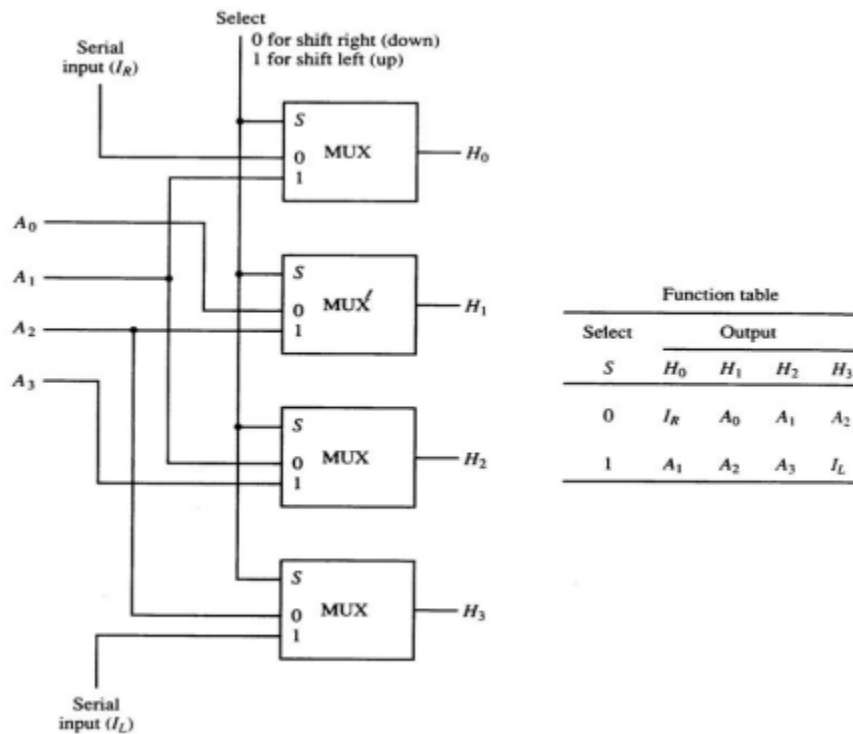 Select
0 for shift right (down)
1 for shift left (up)
Serial
input (I_R)
S
MUX
0
1
H_0
A_0
A_1
A_2
A_3
S
MUX
0
1
H_1
S
MUX
0
1
H_2
S
MUX
0
1
H_3
Serial
input (I_L)
Function table
Select Output
S H_0 H_1 H_2 H_3
0 I_R A_0 A_1 A_2
1 A_1 A_2 A_3 I_L